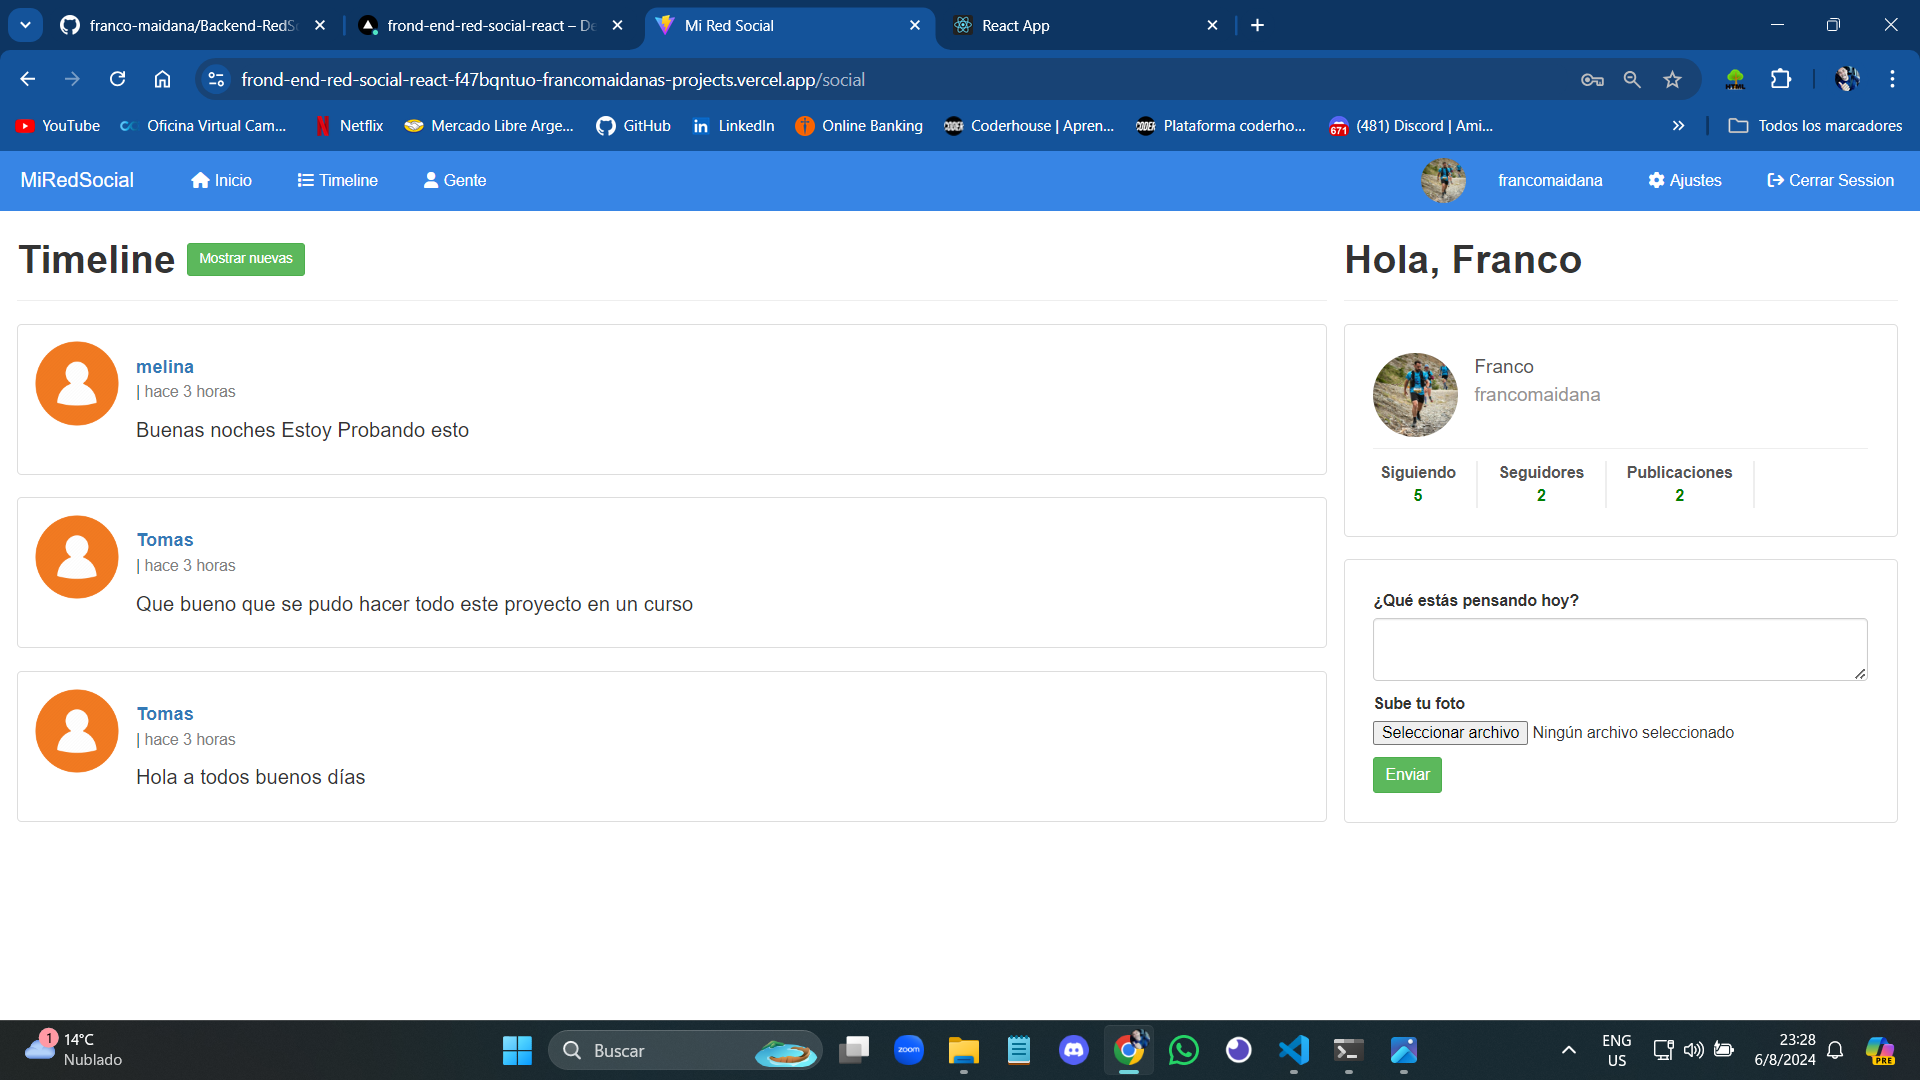 franco-maidana/Backend-RedS
frond-end-red-social-react – De
Mi Red Social
React App
frond-end-red-social-react-f47bqntuo-francomaidanas-projects.vercel.app/social
YouTube
Oficina Virtual Cam...
Netflix
Mercado Libre Arge...
GitHub
LinkedIn
Online Banking
CODER
Coderhouse | Apren...
CODER
Plataforma coderho...
671
(481) Discord | Ami...
Todos los marcadores
MiRedSocial
Inicio
Timeline
Gente
francomaidana
Ajustes
Cerrar Session
Timeline
Mostrar nuevas
melina
| hace 3 horas
Buenas noches Estoy Probando esto
Tomas
| hace 3 horas
Que bueno que se pudo hacer todo este proyecto en un curso
Tomas
| hace 3 horas
Hola a todos buenos días
Hola, Franco
Franco
francomaidana
Siguiendo
5
Seguidores
2
Publicaciones
2
¿Qué estás pensando hoy?
Sube tu foto
Seleccionar archivo Ningún archivo seleccionado
Enviar
1
14°C
Nublado
Buscar
zoom
ENG
US
23:28
6/8/2024
PRE